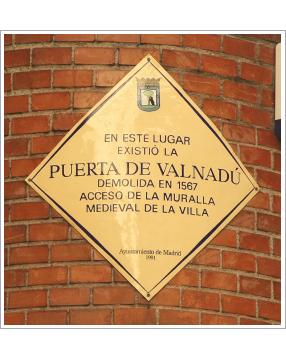 EN ESTE LUGAR
EXISTIÓ LA
PUERTA DE VALNADÚ
DEMOLIDA EN 1567
ACCESO DE LA MURALLA
MEDIEVAL DE LA VILLA
Ayuntamiento de Madrid
1991